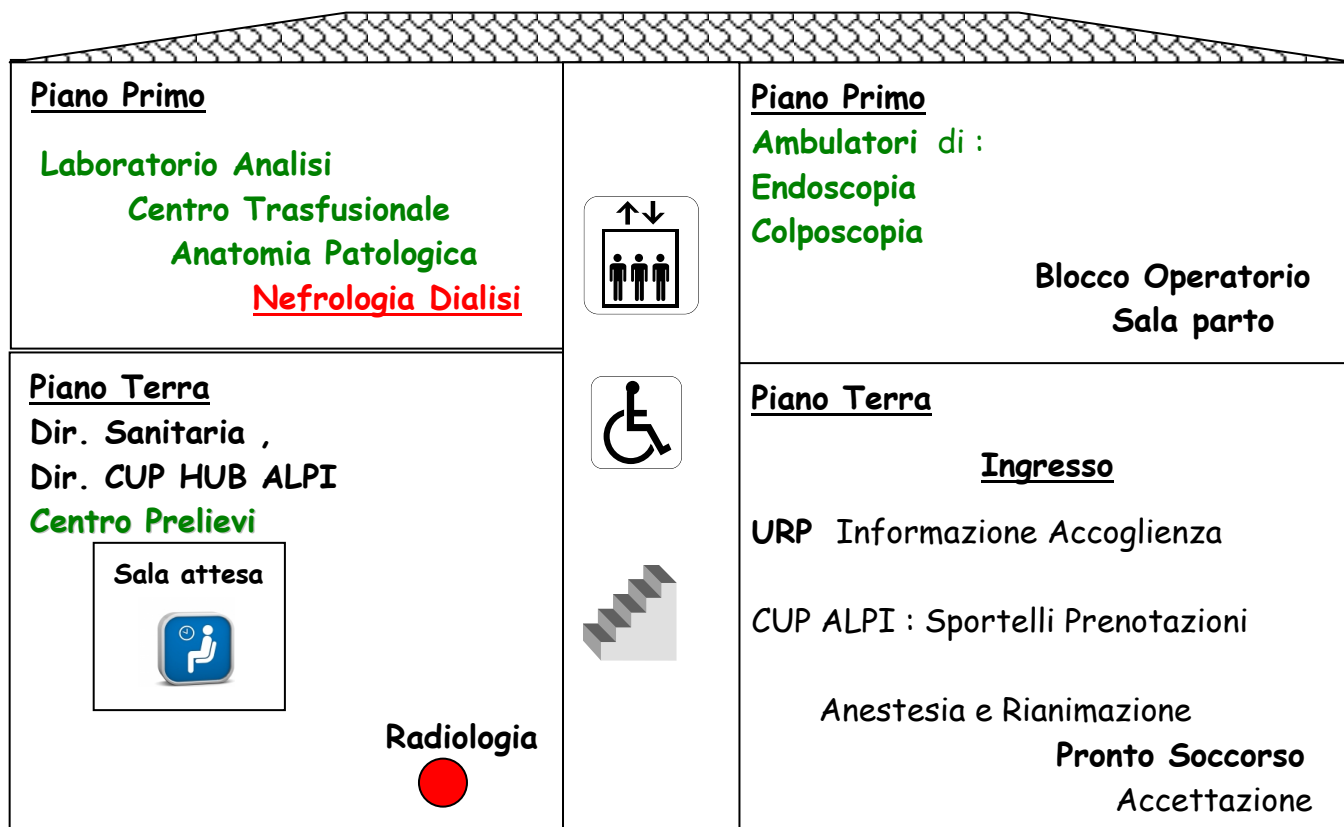 Piano Primo
Laboratorio Analisi
Centro Trasfusionale
Anatomia Patologica
Nefrologia Dialisi
Piano Terra
Dir. Sanitaria ,
Dir. CUP HUB ALPI
Centro Prelievi
Sala attesa
Radiologia
Piano Primo
Ambulatori di :
Endoscopia
Colposcopia
Blocco Operatorio
Sala parto
Piano Terra
Ingresso
URP Informazione Accoglienza
CUP ALPI : Sportelli Prenotazioni
Anestesia e Rianimazione
Pronto Soccorso
Accettazione